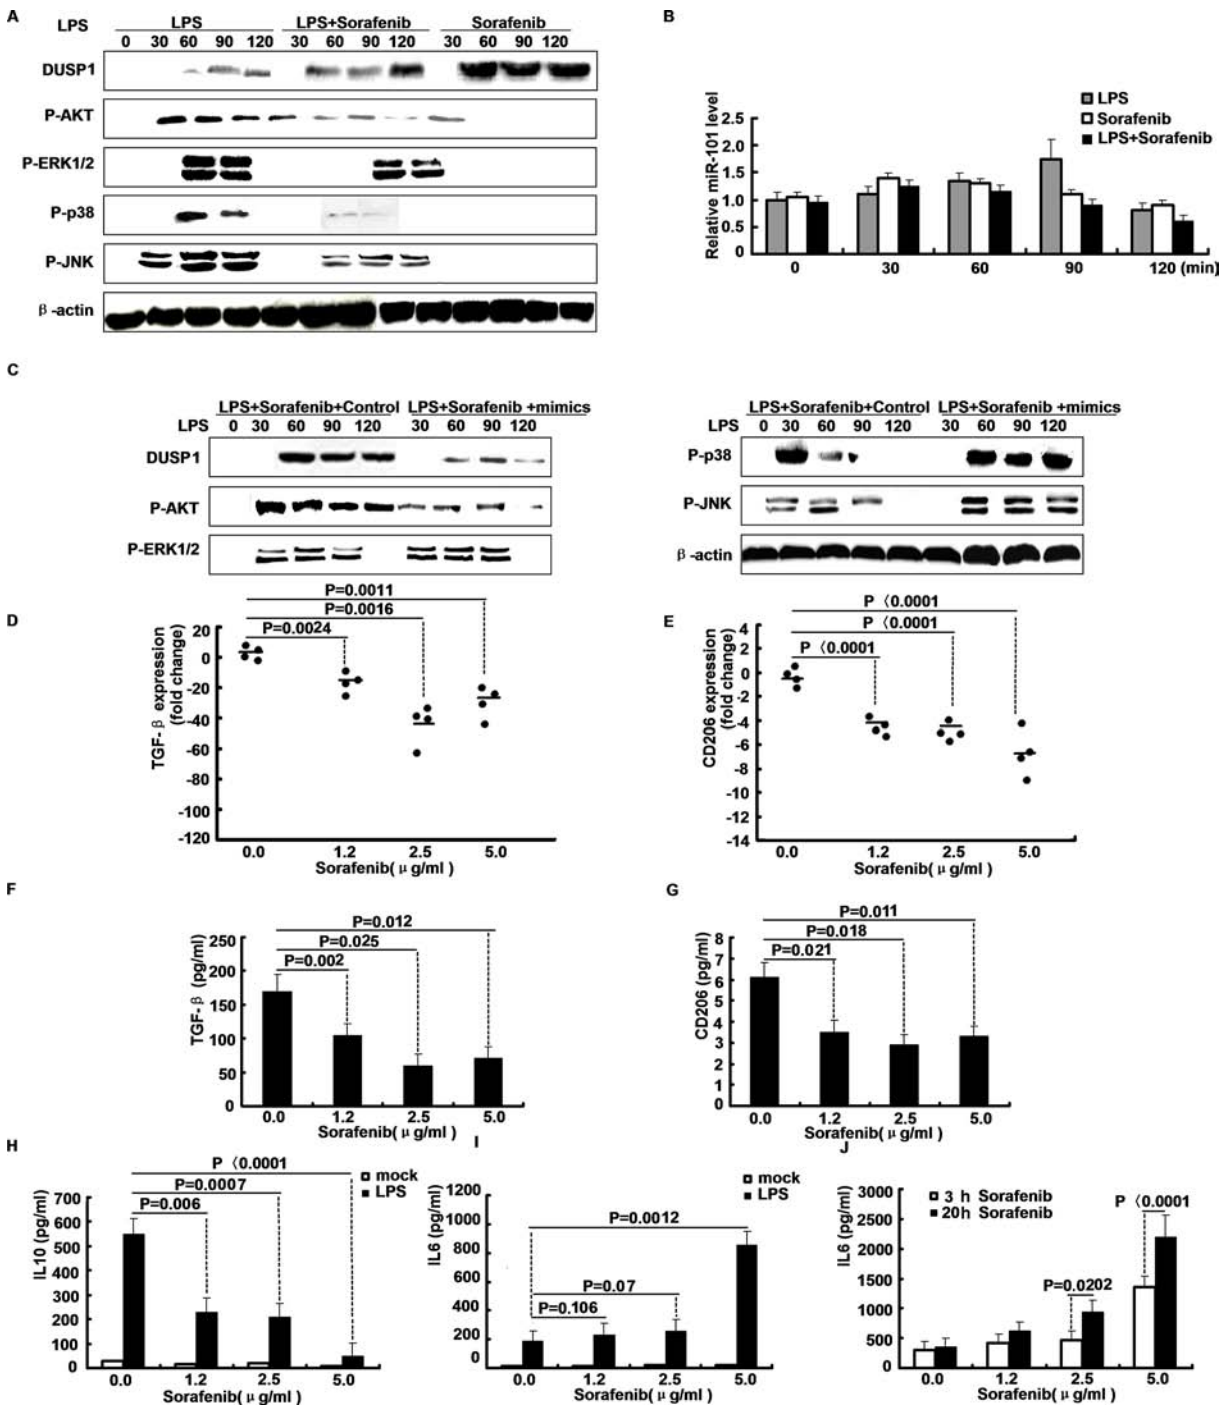 A
LPS LPS LPS+Sorafenib Sorafenib
0 30 60 90 120 30 60 90 120 30 60 90 120
DUSP1
P-AKT
P-ERK1/2
P-p38
P-JNK
β-actin
B
Relative miR-101 level
LPS
Sorafenib
LPS+Sorafenib
2.5
2.0
1.5
1.0
0.5
0
0 30 60 90 120 (min)
C
LPS+Sorafenib+Control LPS+Sorafenib +mimics
LPS 0 30 60 90 120 30 60 90 120
DUSP1
P-AKT
P-ERK1/2
LPS+Sorafenib+Control LPS+Sorafenib +mimics
LPS 0 30 60 90 120 30 60 90 120
P-p38
P-JNK
β-actin
D
TGF-β expression
(fold change)
P=0.0011
P=0.0016
P=0.0024
20
0
-20
-40
-60
-80
-100
-120
0.0 1.2 2.5 5.0
Sorafenib(μg/ml)
E
CD206 expression
(fold change)
P〈0.0001
P〈0.0001
P〈0.0001
4
2
0
-2
-4
-6
-8
-10
-12
-14
0.0 1.2 2.5 5.0
Sorafenib(μg/ml)
F
TGF-β (pg/ml)
P=0.012
P=0.025
P=0.002
250
200
150
100
50
0
0.0 1.2 2.5 5.0
Sorafenib(μg/ml)
G
CD206 (pg/ml)
P=0.011
P=0.018
P=0.021
8
7
6
5
4
3
2
1
0
0.0 1.2 2.5 5.0
Sorafenib(μg/ml)
H
IL10 (pg/ml)
P〈0.0001
P=0.0007
P=0.006
mock
LPS
700
600
500
400
300
200
100
0
0.0 1.2 2.5 5.0
Sorafenib(μg/ml)
I
IL6 (pg/ml)
P=0.0012
P=0.07
P=0.106
mock
LPS
1200
1000
800
600
400
200
0
0.0 1.2 2.5 5.0
Sorafenib(μg/ml)
J
IL6 (pg/ml)
3 h Sorafenib
20h Sorafenib
P〈0.0001
P=0.0202
3000
2500
2000
1500
1000
500
0
0.0 1.2 2.5 5.0
Sorafenib(μg/ml)